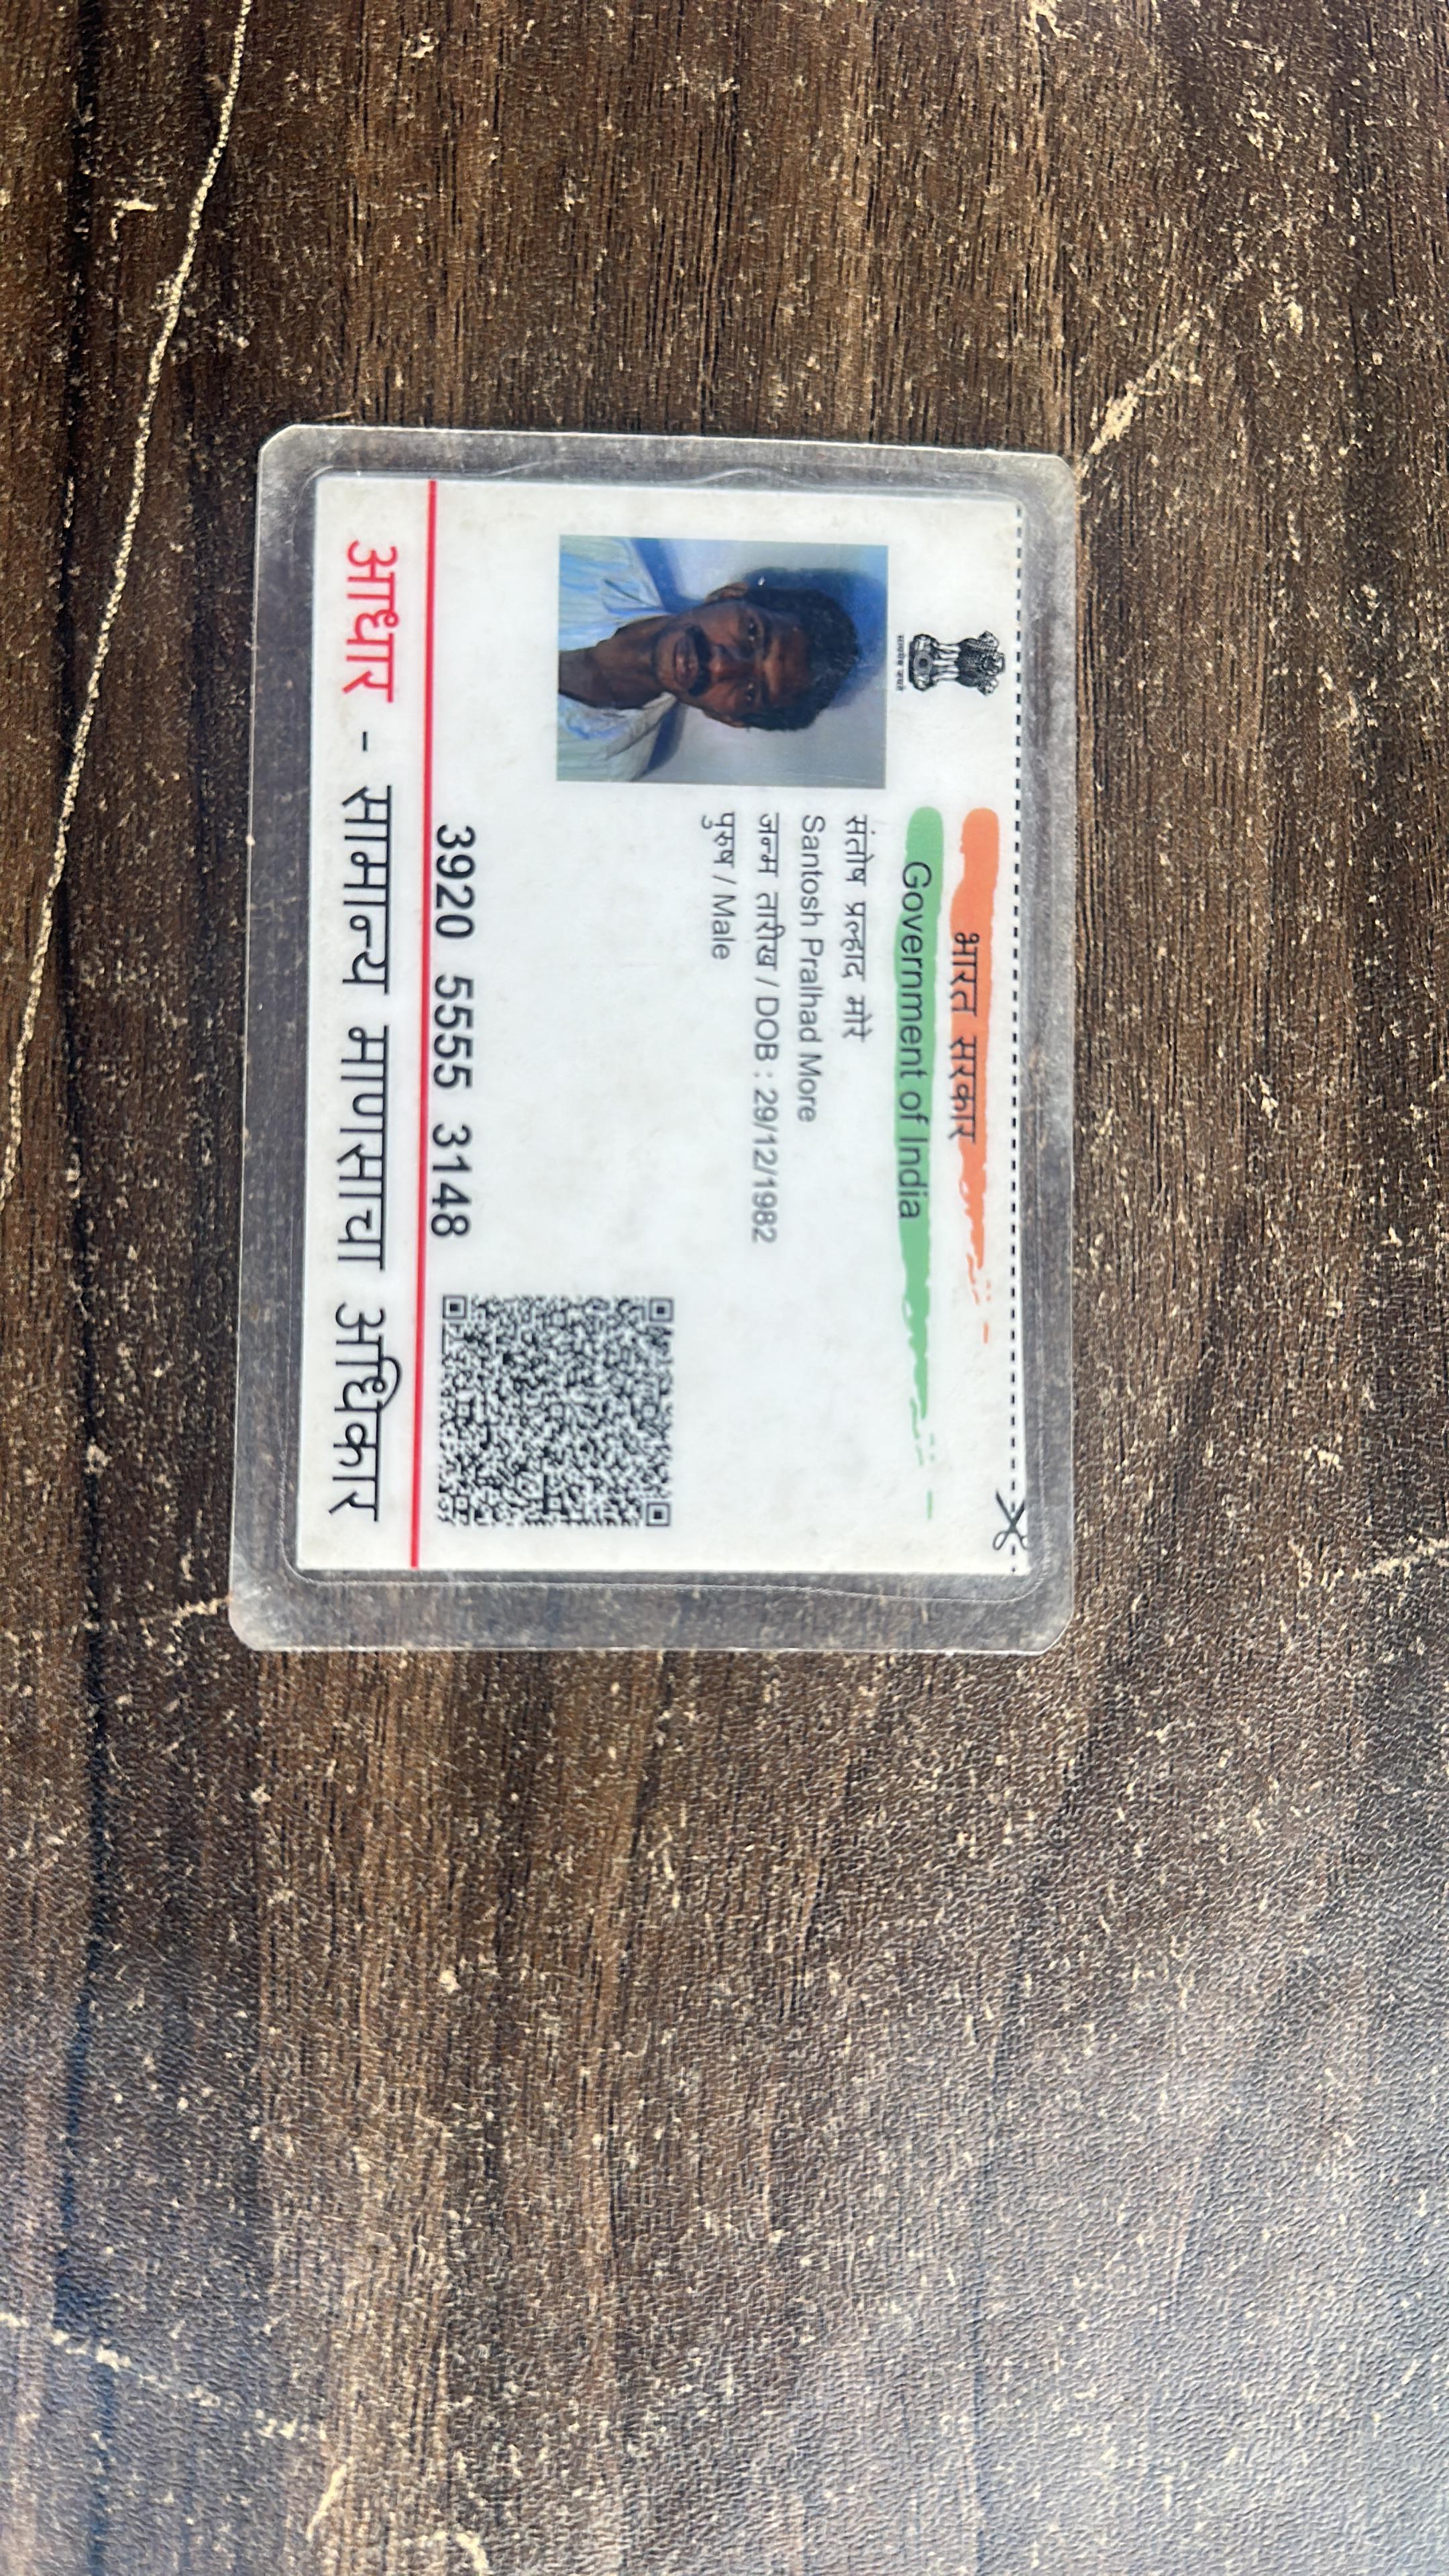 भारत सरकार
Government of India
संतोष प्रल्हाद मोरे
Santosh Pralhad More
जन्म तारीख / DOB : 29/12/1982
पुरुष / Male
3920 5555 3148
आधार - सामान्य माणसाचा अधिकार